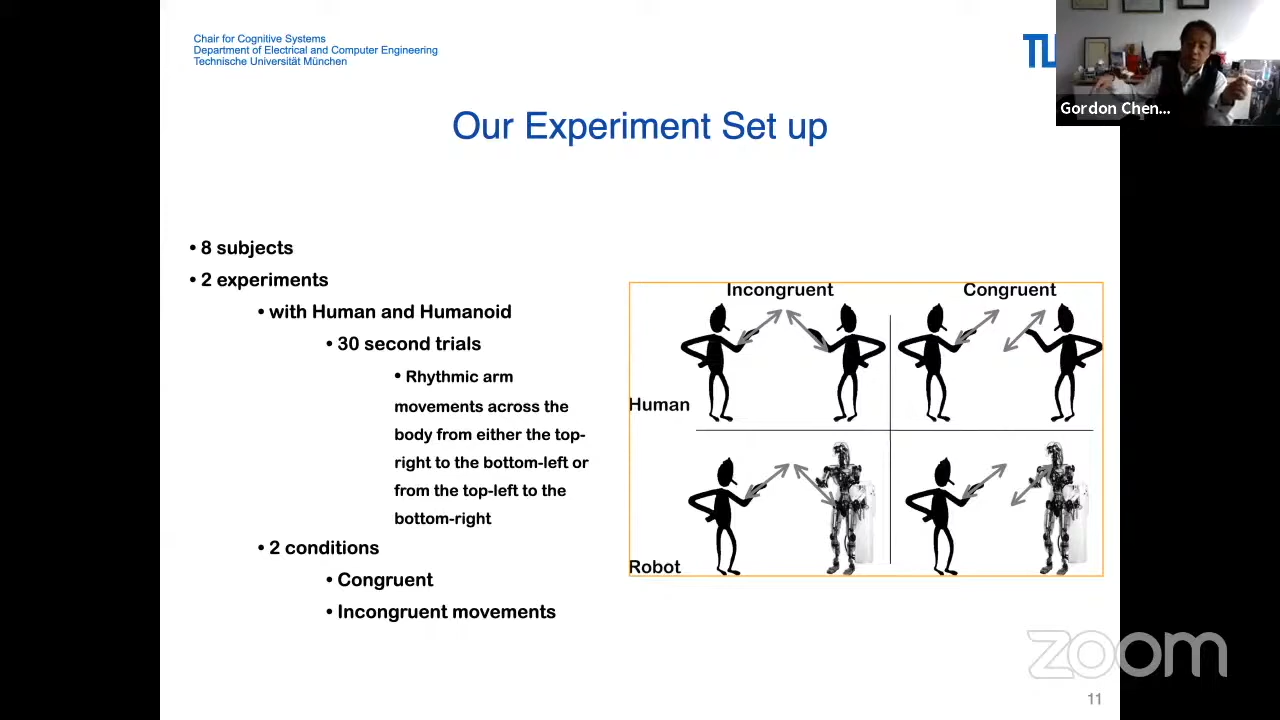 Chair for Cognitive Systems
Department of Electrical and Computer Engineering
Technische Universität München
Gordon Chen...
Our Experiment Set up
• 8 subjects
• 2 experiments
• with Human and Humanoid
• 30 second trials
• Rhythmic arm
movements across the
body from either the top-
right to the bottom-left or
from the top-left to the
bottom-right
• 2 conditions
• Congruent
• Incongruent movements
Incongruent
Congruent
Human
Robot
zoom
11